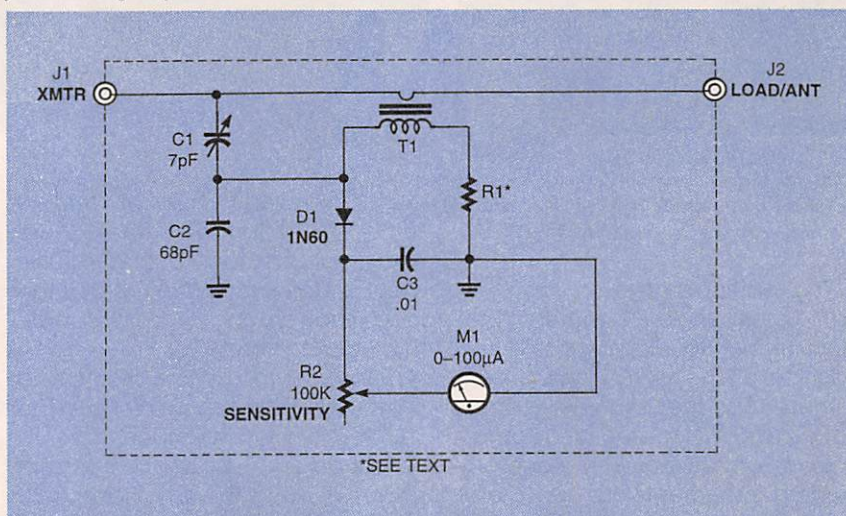 J1
XMTR
J2
LOAD/ANT
C1
7pF
T1
R1*
D1
1N60
C2
68pF
C3
.01
M1
0–100µA
R2
100K
SENSITIVITY
*SEE TEXT